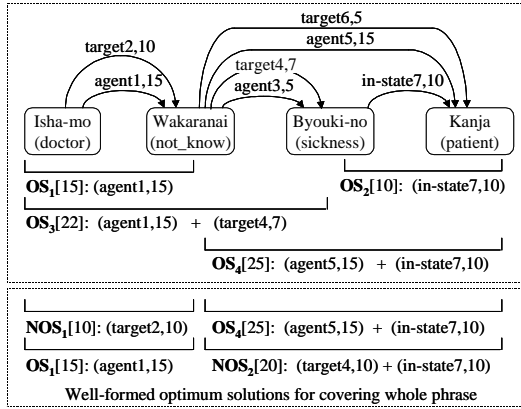 target6,5
agent5,15
target2,10
target4,7
agent1,15
agent3,5
in-state7,10
Isha-mo
(doctor)
Wakaranai
(not_know)
Byouki-no
(sickness)
Kanja
(patient)
OS1[15]: (agent1,15)
OS2[10]: (in-state7,10)
OS3[22]: (agent1,15) + (target4,7)
OS4[25]: (agent5,15) + (in-state7,10)
NOS1[10]: (target2,10)
OS4[25]: (agent5,15) + (in-state7,10)
OS1[15]: (agent1,15)
NOS2[20]: (target4,10) + (in-state7,10)
Well-formed optimum solutions for covering whole phrase